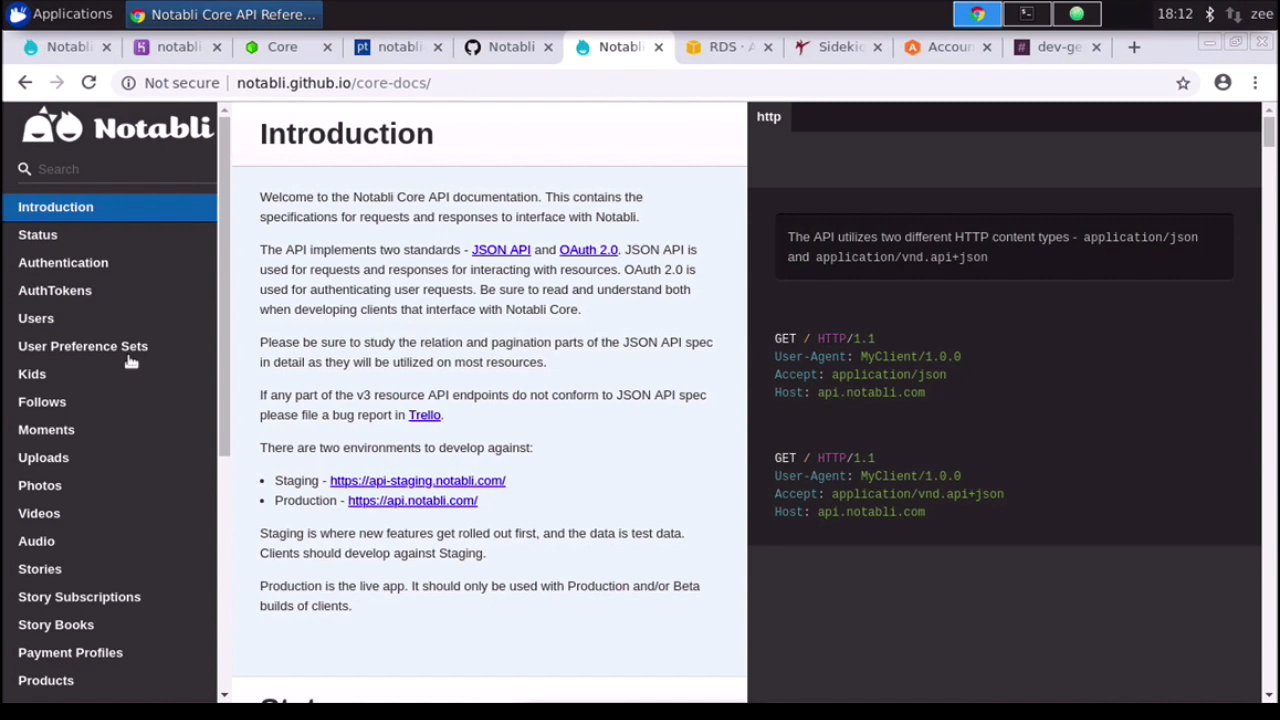 Applications
Notabli Core API Refere...
18:12
zee
Notabli
notabli
Core
notabli
Notabli
Notabli
RDS · A
Sidekiq
Accoun
dev-ge
Not secure
notabli.github.io/core-docs/
Notabli
Search
Introduction
Status
Authentication
AuthTokens
Users
User Preference Sets
Kids
Follows
Moments
Uploads
Photos
Videos
Audio
Stories
Story Subscriptions
Story Books
Payment Profiles
Products
Introduction
Welcome to the Notabli Core API documentation. This contains the
specifications for requests and responses to interface with Notabli.
The API implements two standards - JSON API and OAuth 2.0. JSON API is
used for requests and responses for interacting with resources. OAuth 2.0 is
used for authenticating user requests. Be sure to read and understand both
when developing clients that interface with Notabli Core.
Please be sure to study the relation and pagination parts of the JSON API spec
in detail as they will be utilized on most resources.
If any part of the v3 resource API endpoints do not conform to JSON API spec
please file a bug report in Trello.
There are two environments to develop against:
• Staging - https://api-staging.notabli.com/
• Production - https://api.notabli.com/
Staging is where new features get rolled out first, and the data is test data.
Clients should develop against Staging.
Production is the live app. It should only be used with Production and/or Beta
builds of clients.
http
The API utilizes two different HTTP content types - application/json
and application/vnd.api+json
GET / HTTP/1.1
User-Agent: MyClient/1.0.0
Accept: application/json
Host: api.notabli.com
GET / HTTP/1.1
User-Agent: MyClient/1.0.0
Accept: application/vnd.api+json
Host: api.notabli.com